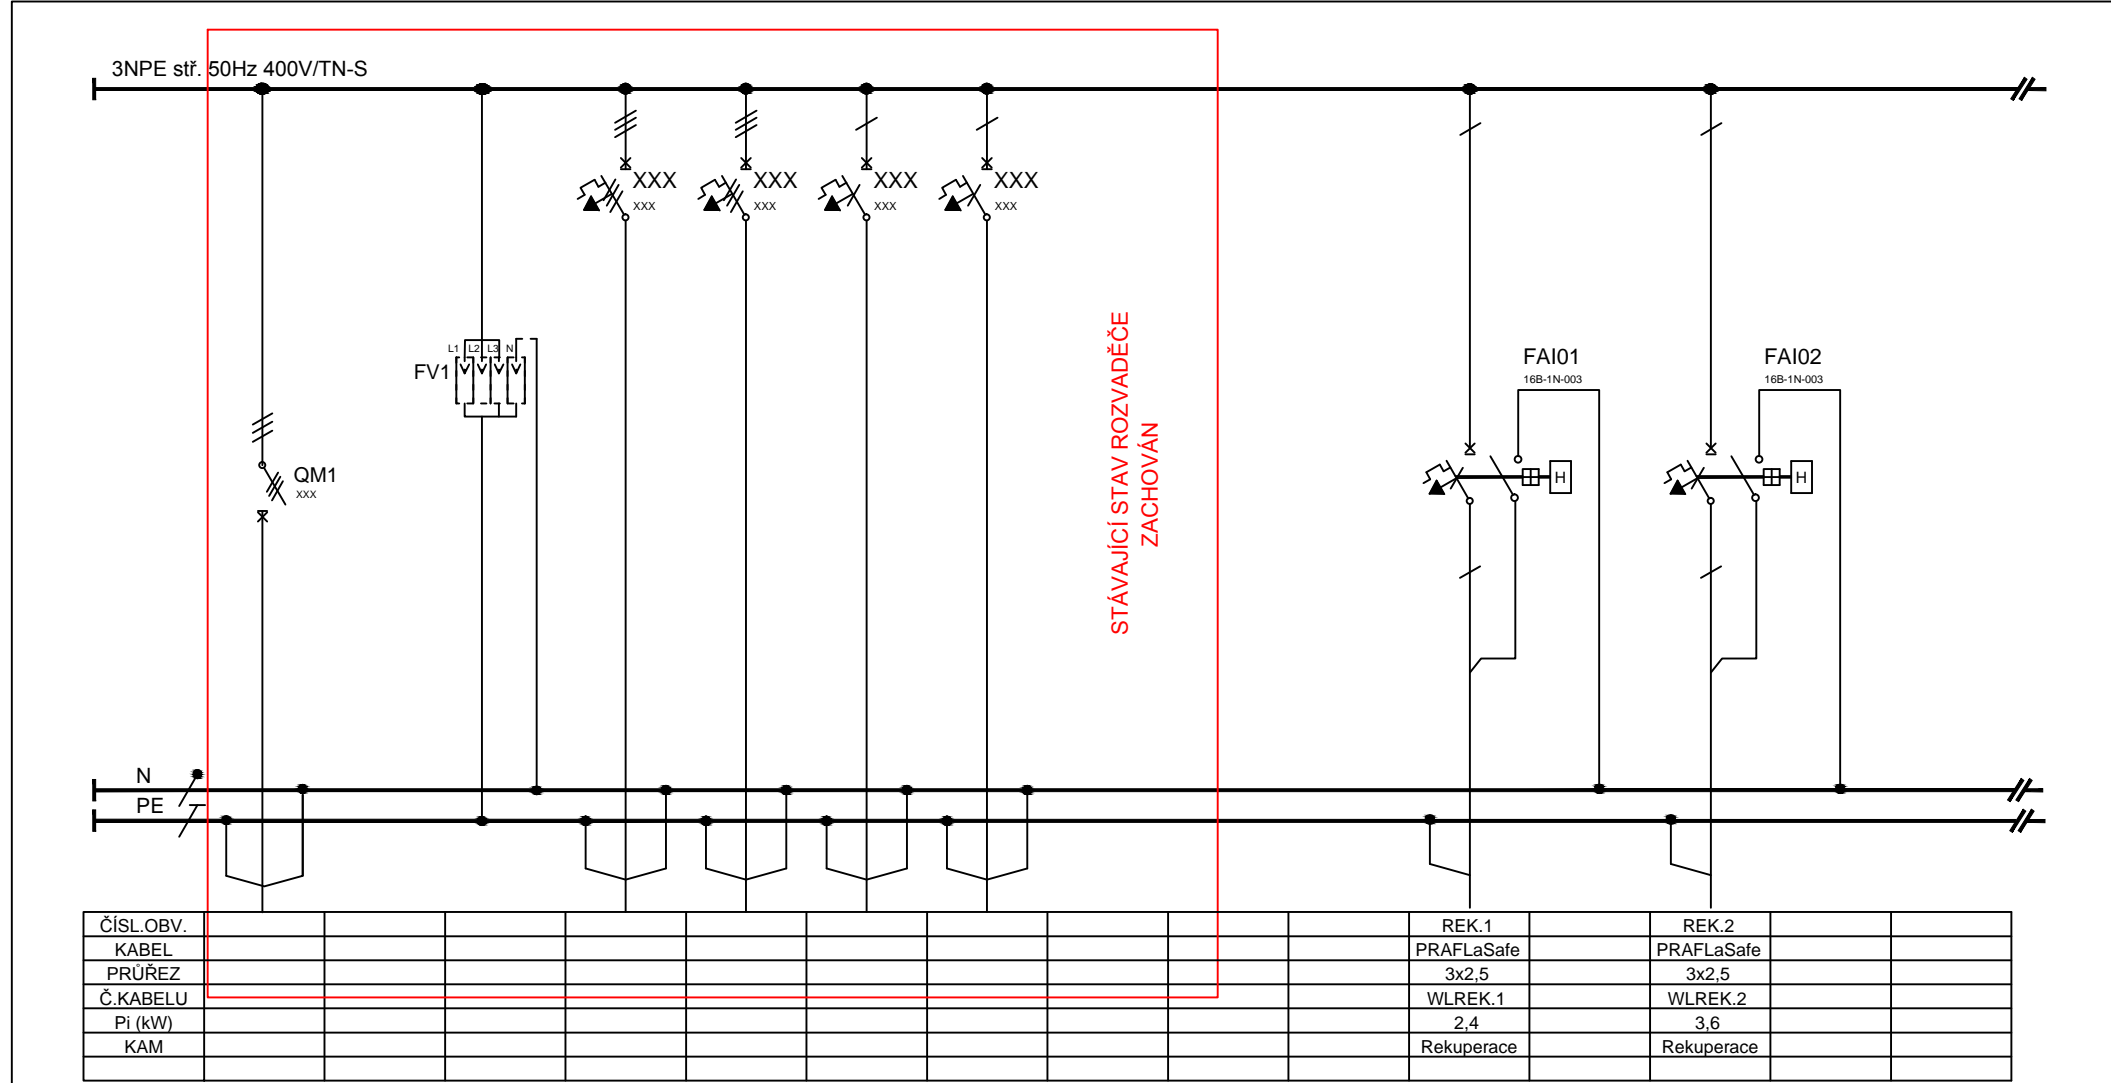 3NPE stř. 50Hz 400V/TN-S
XXX XXX XXX XXX
xxx xxx xxx xxx
L1 L2 L3 N
FV1
QM1
xxx
STÁVAJÍCÍ STAV ROZVADĚČE
ZACHOVÁN
FAI01 FAI02
16B-1N-003 16B-1N-003
H H
N
PE
ČÍSL.OBV. REK.1 REK.2
KABEL PRAFLaSafe PRAFLaSafe
PRŮŘEZ 3x2,5 3x2,5
Č.KABELU WLREK.1 WLREK.2
Pi (kW) 2,4 3,6
KAM Rekuperace Rekuperace